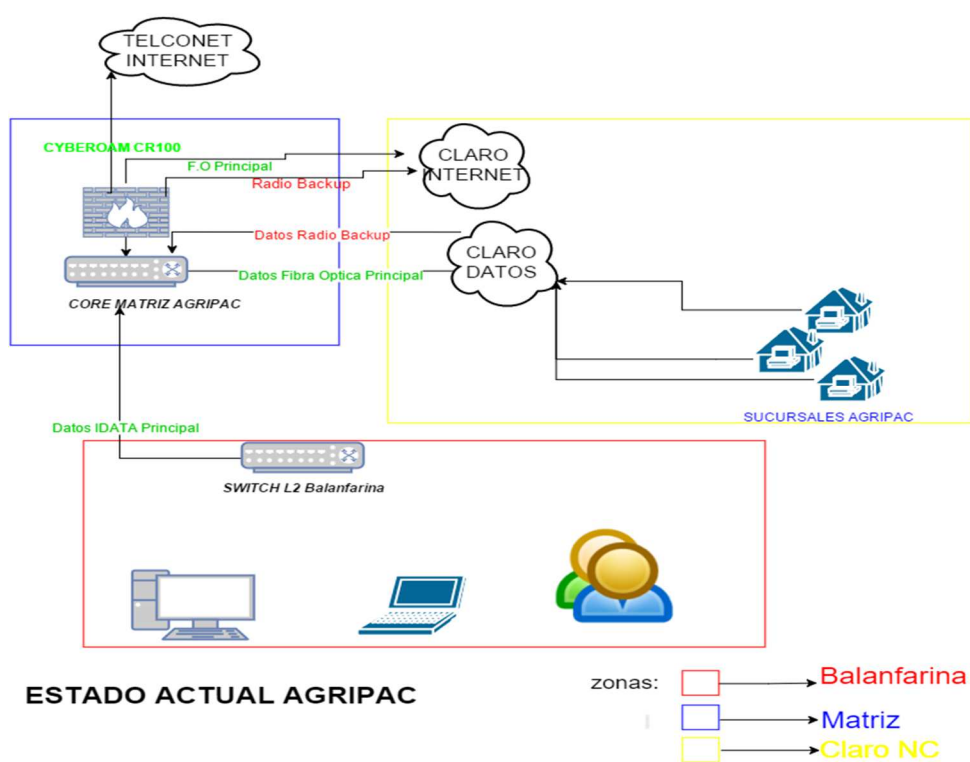 TELCONET
INTERNET
CYBEROAM CR100
F.O Principal
Radio Backup
CLARO
INTERNET
Datos Radio Backup
CLARO
DATOS
Datos Fibra Optica Principal
CORE MATRIZ AGRIPAC
SUCURSALES AGRIPAC
Datos IDATA Principal
SWITCH L2 Balanfarina
ESTADO ACTUAL AGRIPAC
zonas:
Balanfarina
Matriz
Claro NC